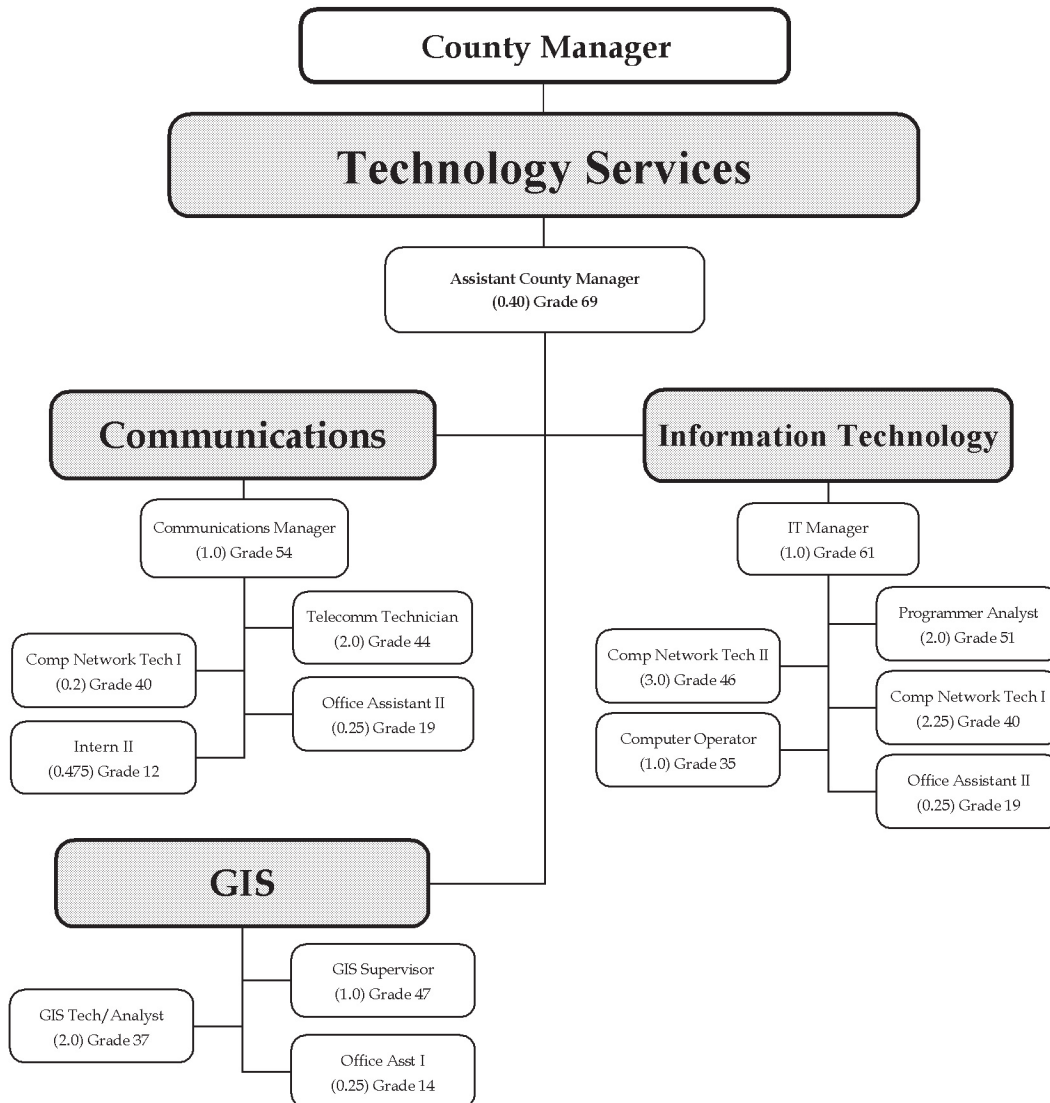 County Manager
Technology Services
Assistant County Manager
(0.40) Grade 69
Communications
Information Technology
Communications Manager
(1.0) Grade 54
IT Manager
(1.0) Grade 61
Telecomm Technician
(2.0) Grade 44
Comp Network Tech I
(0.2) Grade 40
Office Assistant II
(0.25) Grade 19
Intern II
(0.475) Grade 12
Programmer Analyst
(2.0) Grade 51
Comp Network Tech II
(3.0) Grade 46
Comp Network Tech I
(2.25) Grade 40
Computer Operator
(1.0) Grade 35
Office Assistant II
(0.25) Grade 19
GIS
GIS Supervisor
(1.0) Grade 47
GIS Tech/Analyst
(2.0) Grade 37
Office Asst I
(0.25) Grade 14